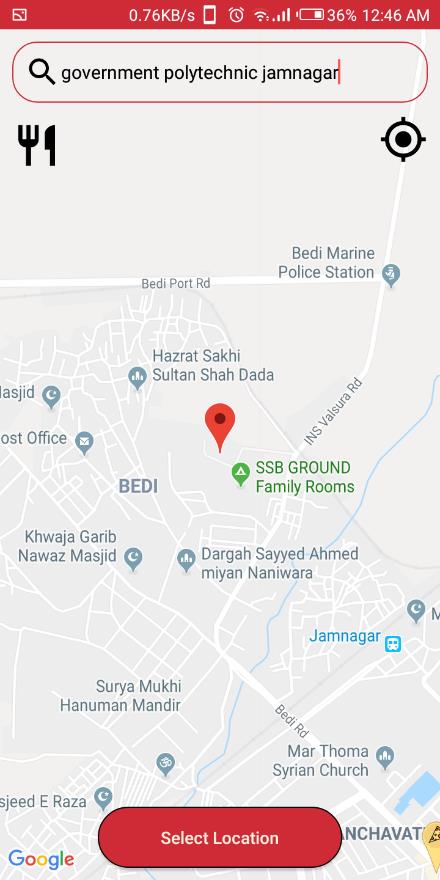 0.76KB/s 36% 12:46 AM
government polytechnic jamnagar
Bedi Marine
Police Station
Bedi Port Rd
Hazrat Sakhi
Sultan Shah Dada
asjid
INS Valsura Rd
ost Office
SSB GROUND
Family Rooms
BEDI
Khwaja Garib
Nawaz Masjid
Dargah Sayyed Ahmed
miyan Naniwara
M
Jamnagar
Surya Mukhi
Hanuman Mandir
Bedi Rd
Mar Thoma
Syrian Church
sjeed E Raza
Select Location
ANCHAVAT
Google